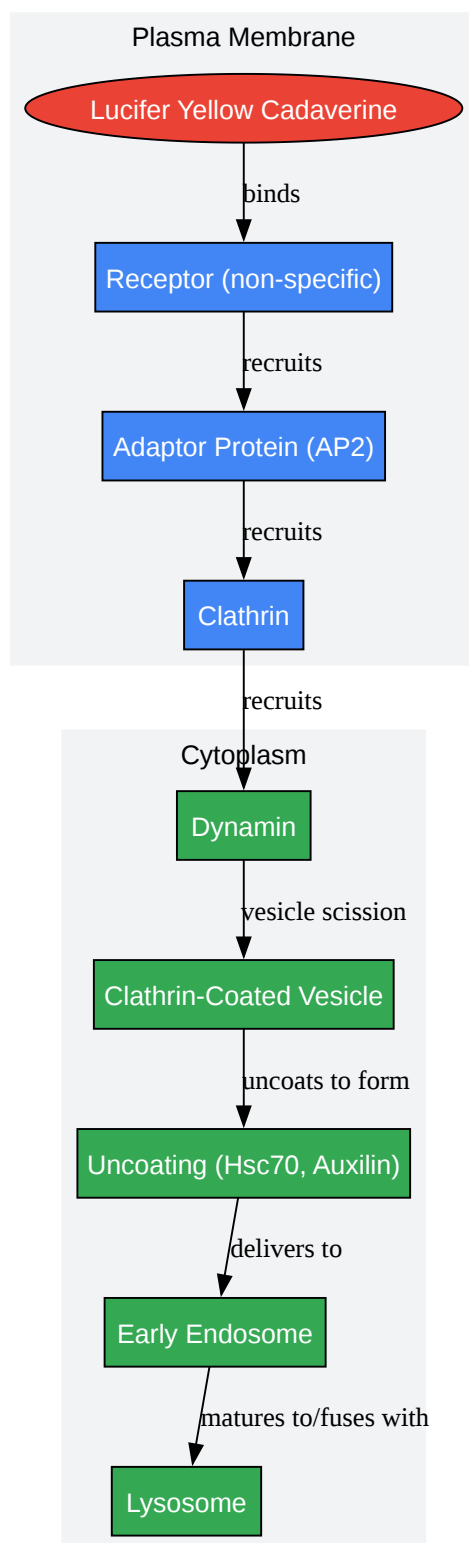 Plasma Membrane
Lucifer Yellow Cadaverine
binds
Receptor (non-specific)
recruits
Adaptor Protein (AP2)
recruits
Clathrin
recruits
Cytoplasm
Dynamin
vesicle scission
Clathrin-Coated Vesicle
uncoats to form
Uncoating (Hsc70, Auxilin)
delivers to
Early Endosome
matures to/fuses with
Lysosome